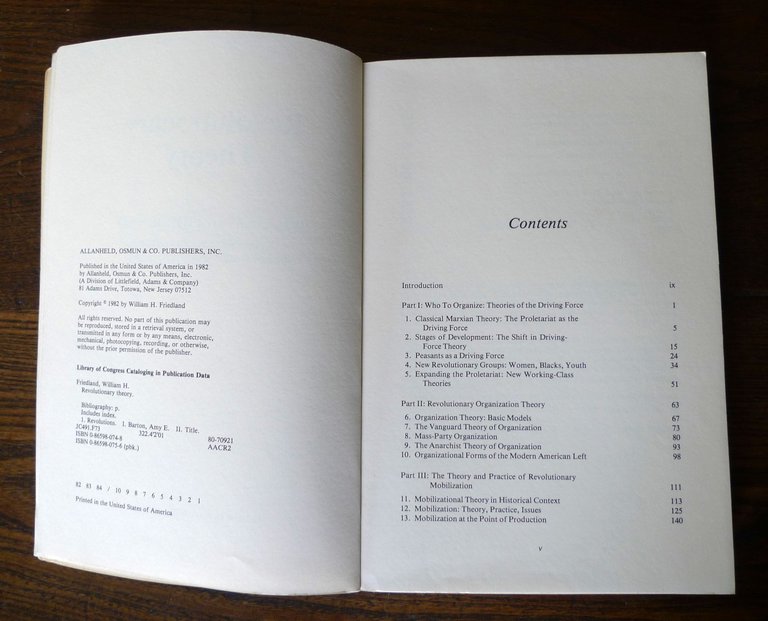 ALLANHELD, OSMUN & CO. PUBLISHERS, INC.
Published in the United States of America in 1982
by Allanheld, Osmun & Co. Publishers, Inc.
(A Division of Littlefield, Adams & Company)
81 Adams Drive, Totowa, New Jersey 07512
Copyright © 1982 by William H. Friedland
All rights reserved. No part of this publication may
be reproduced, stored in a retrieval system, or
transmitted in any form or by any means, electronic,
mechanical, photocopying, recording, or otherwise,
without the prior permission of the publisher.
Library of Congress Cataloging in Publication Data
Friedland, William H.
Revolutionary theory.
Bibliography: p.
Includes index.
1. Revolutions. I. Barton, Amy E. II. Title.
JC491.F73 322.4'2'01 80-70921
ISBN 0-86598-074-8 AACR2
ISBN 0-86598-075-6 (pbk.)
82 83 84 / 10 9 8 7 6 5 4 3 2 1
Printed in the United States of America
Contents
Introduction ix
Part I: Who To Organize: Theories of the Driving Force 1
1. Classical Marxian Theory: The Proletariat as the
Driving Force 5
2. Stages of Development: The Shift in Driving-
Force Theory 15
3. Peasants as a Driving Force 24
4. New Revolutionary Groups: Women, Blacks, Youth 34
5. Expanding the Proletariat: New Working-Class
Theories 51
Part II: Revolutionary Organization Theory 63
6. Organization Theory: Basic Models 67
7. The Vanguard Theory of Organization 73
8. Mass-Party Organization 80
9. The Anarchist Theory of Organization 93
10. Organizational Forms of the Modern American Left 98
Part III: The Theory and Practice of Revolutionary
Mobilization 111
11. Mobilizational Theory in Historical Context 113
12. Mobilization: Theory, Practice, Issues 125
13. Mobilization at the Point of Production 140
v